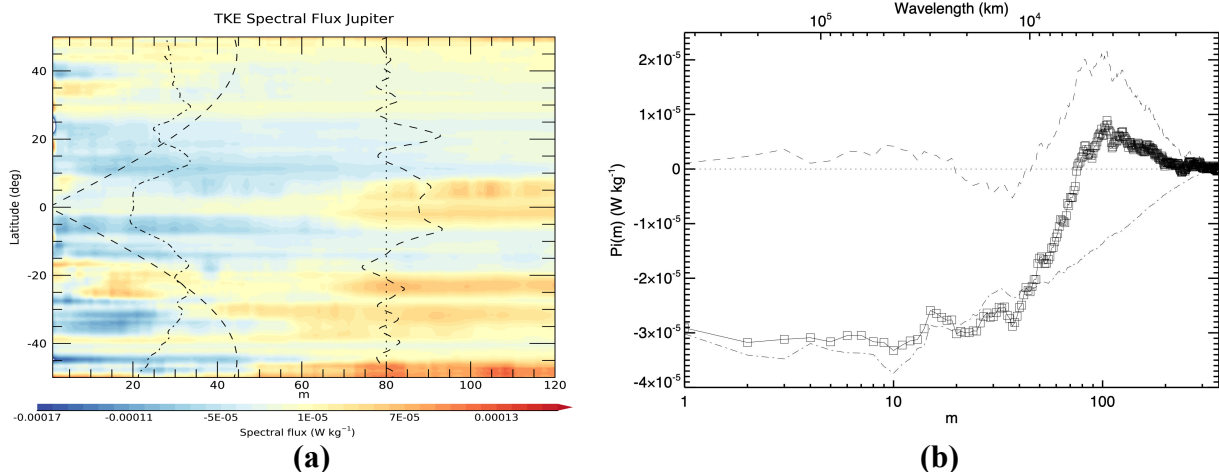 TKE Spectral Flux Jupiter
Latitude (deg)
40
20
0
-20
-40
20 40 60 80 100 120
m
-0.00017 -0.00011 -5E-05 1E-05 7E-05 0.00013
Spectral flux (W kg⁻¹)
(a)
Wavelength (km)
10⁵ 10⁴
Pi(m) (W kg⁻¹)
2×10⁻⁵
1×10⁻⁵
0
-1×10⁻⁵
-2×10⁻⁵
-3×10⁻⁵
-4×10⁻⁵
1 10 100
m
(b)